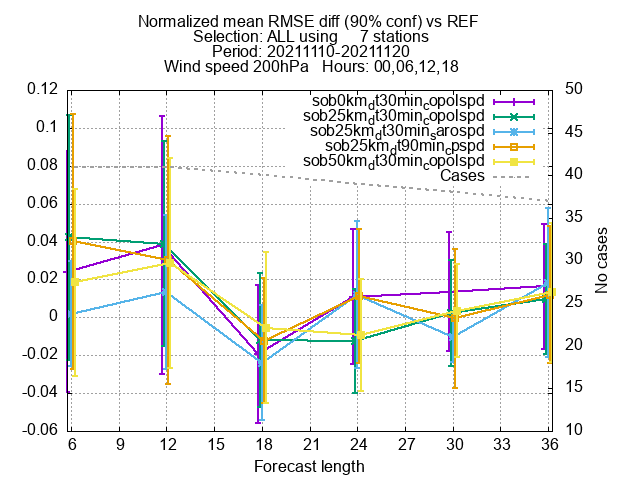 Normalized mean RMSE diff (90% conf) vs REF
Selection: ALL using     7 stations
Period: 20211110-20211120
Wind speed 200hPa   Hours: 00,06,12,18
sob0km_dt30min_copolspd
sob25km_dt30min_copolspd
sob25km_dt30min_sarospd
sob25km_dt90min_cpspd
sob50km_dt30min_copolspd
Cases
0.12
0.1
0.08
0.06
0.04
0.02
0
-0.02
-0.04
-0.06
50
45
40
35
30
25
20
15
10
No cases
6 9 12 15 18 21 24 27 30 33 36
Forecast length